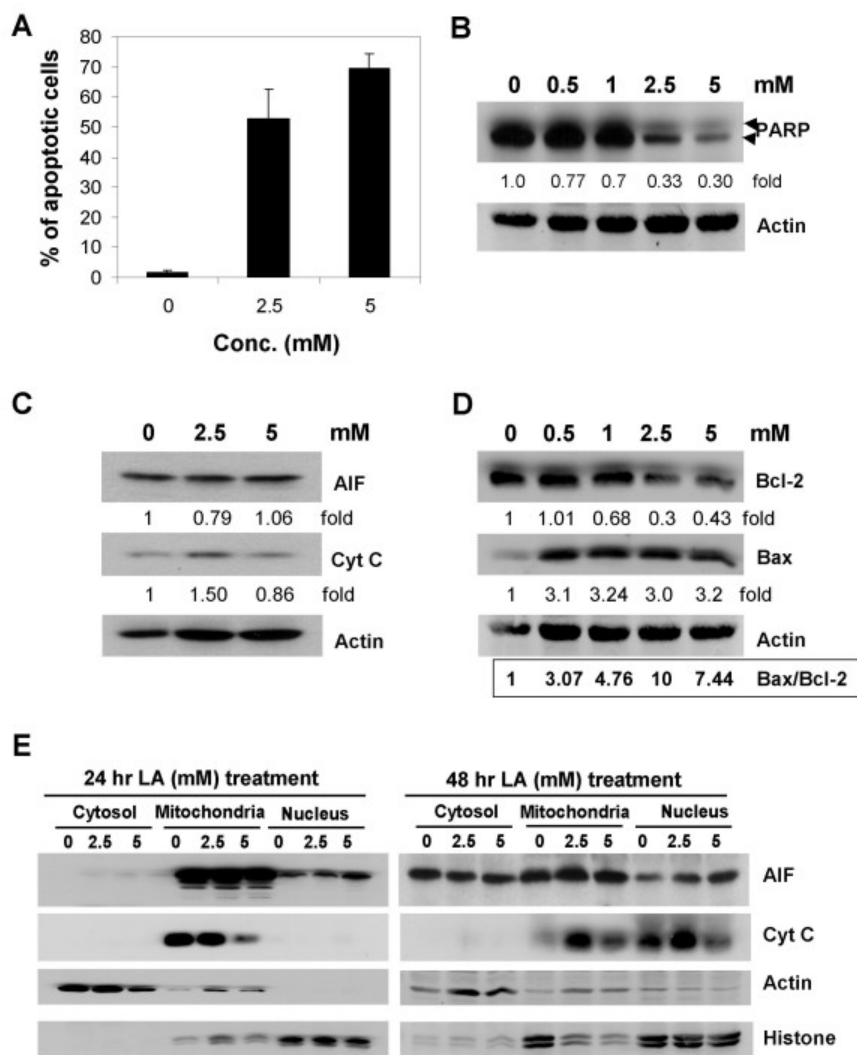 A
% of apoptotic cells
80
70
60
50
40
30
20
10
0
0 2.5 5
Conc. (mM)
B
0 0.5 1 2.5 5 mM
PARP
1.0 0.77 0.7 0.33 0.30 fold
Actin
C
0 2.5 5 mM
AIF
1 0.79 1.06 fold
Cyt C
1 1.50 0.86 fold
Actin
D
0 0.5 1 2.5 5 mM
Bcl-2
1 1.01 0.68 0.3 0.43 fold
Bax
1 3.1 3.24 3.0 3.2 fold
Actin
1 3.07 4.76 10 7.44 Bax/Bcl-2
E
24 hr LA (mM) treatment
Cytosol Mitochondria Nucleus
0 2.5 5 0 2.5 5 0 2.5 5
48 hr LA (mM) treatment
Cytosol Mitochondria Nucleus
0 2.5 5 0 2.5 5 0 2.5 5
AIF
Cyt C
Actin
Histone